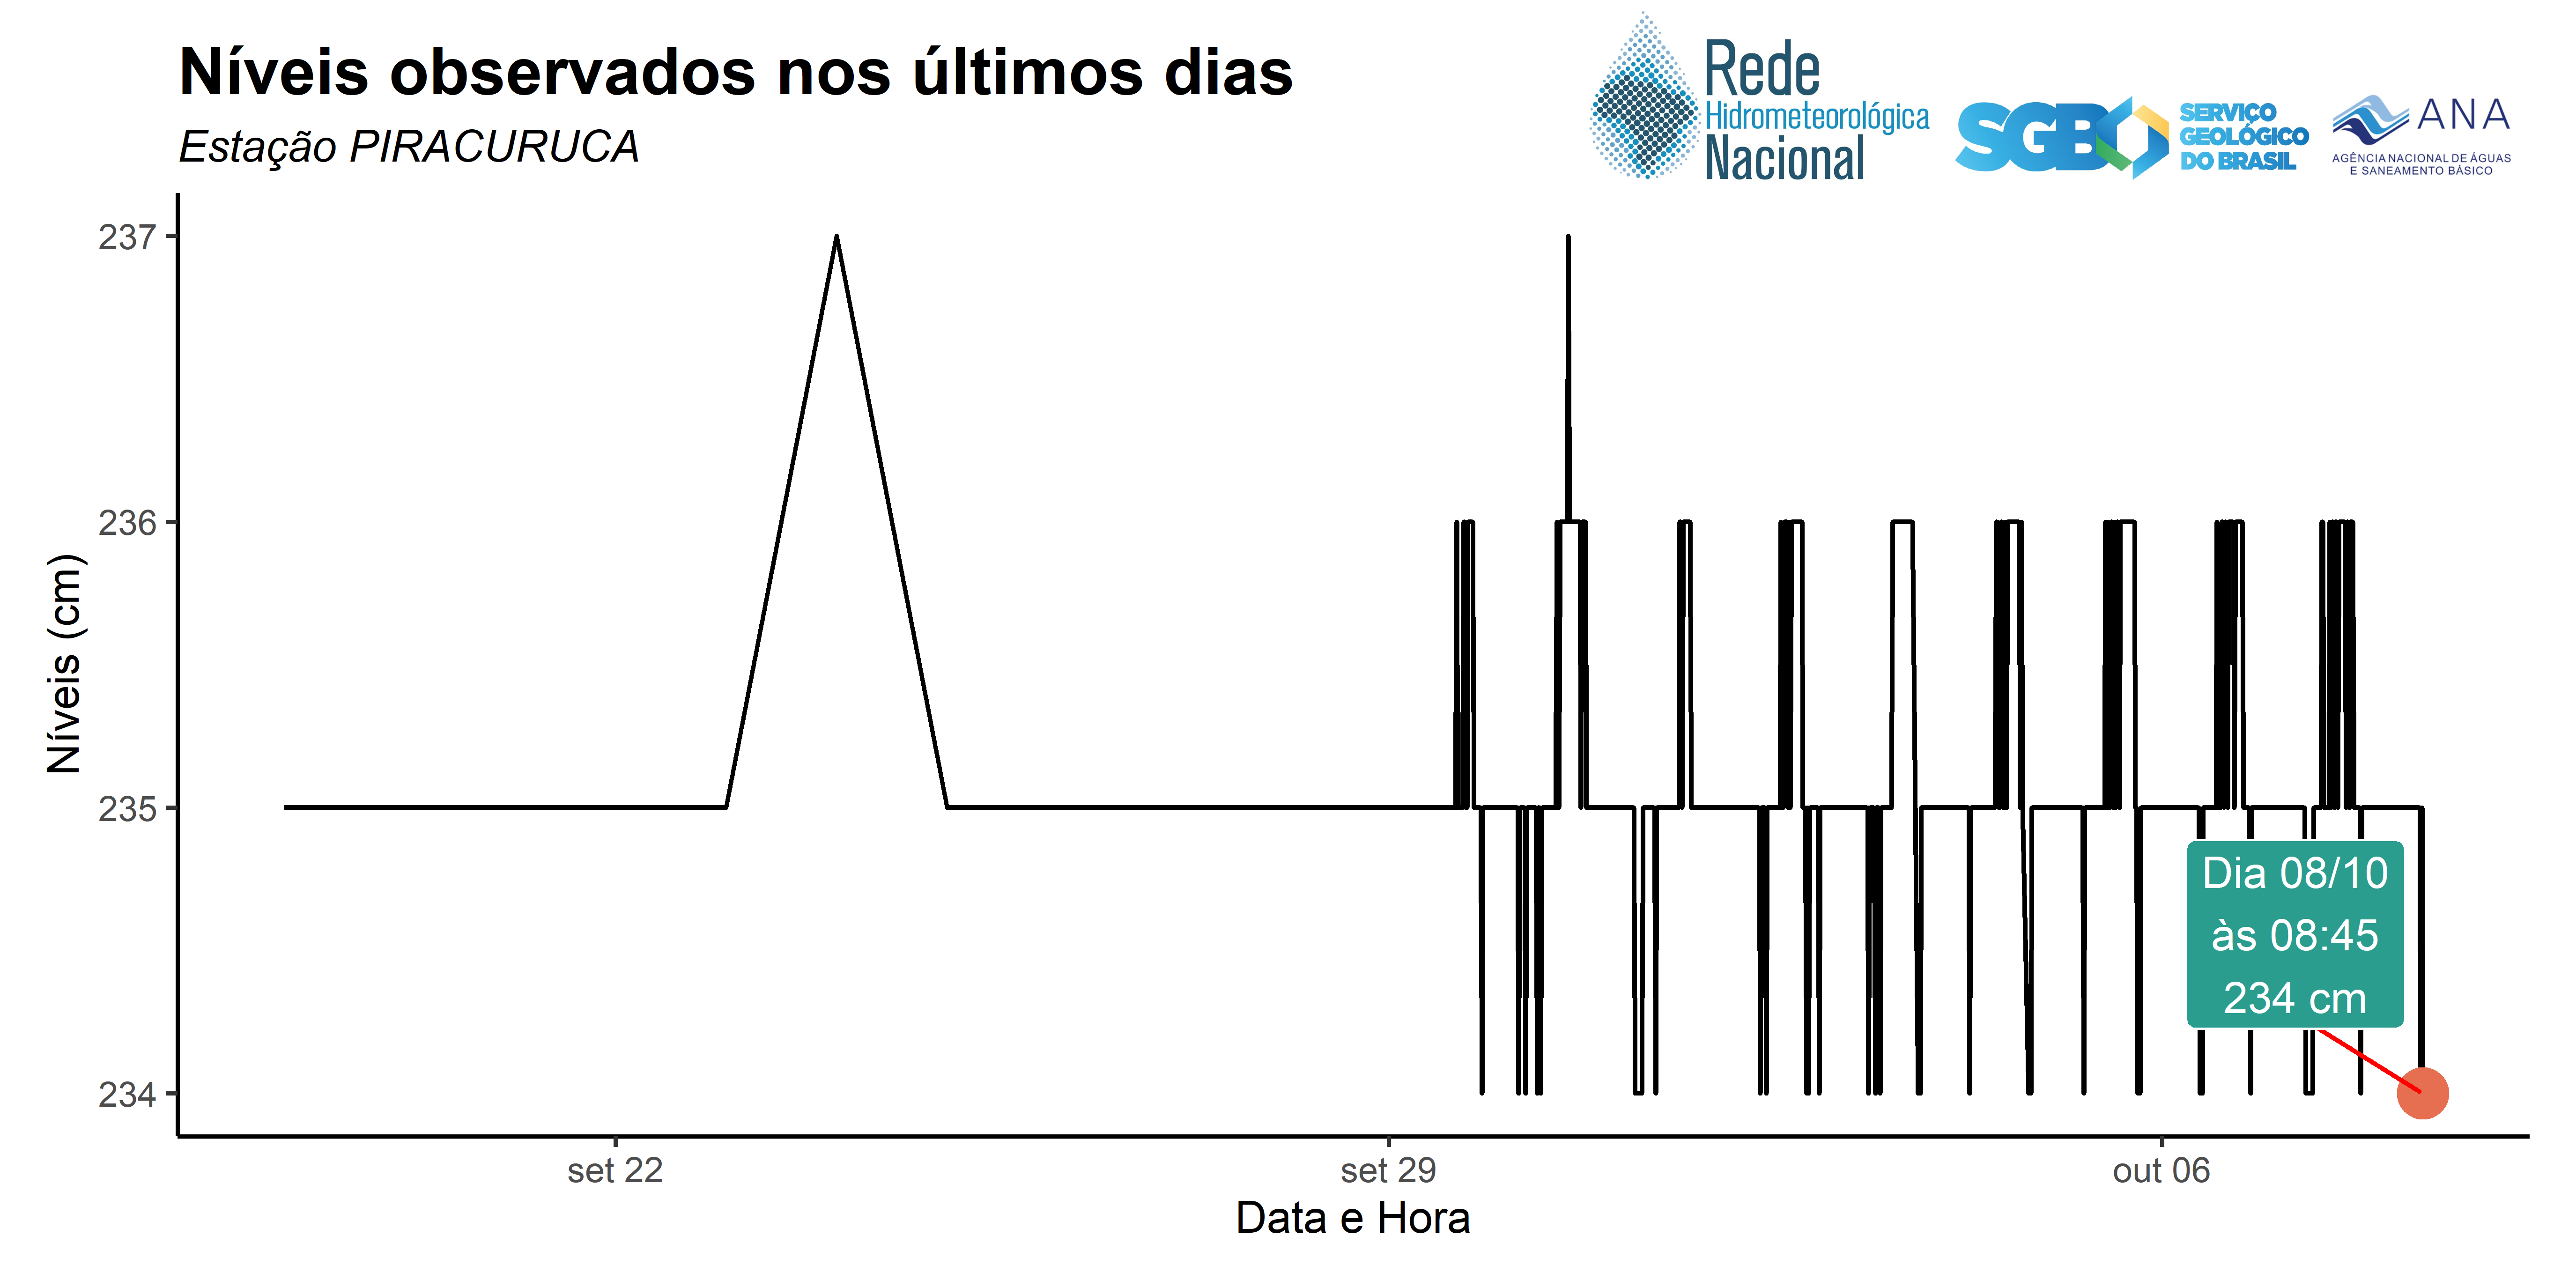 Níveis observados nos últimos dias
Estação PIRACURUCA
Rede
Hidrometeorológica
Nacional
SGB
SERVIÇO
GEOLÓGICO
DO BRASIL
ANA
AGÊNCIA NACIONAL DE ÁGUAS
E SANEAMENTO BÁSICO
Níveis (cm)
237
236
235
234
Dia 08/10
às 08:45
234 cm
set 22
set 29
out 06
Data e Hora